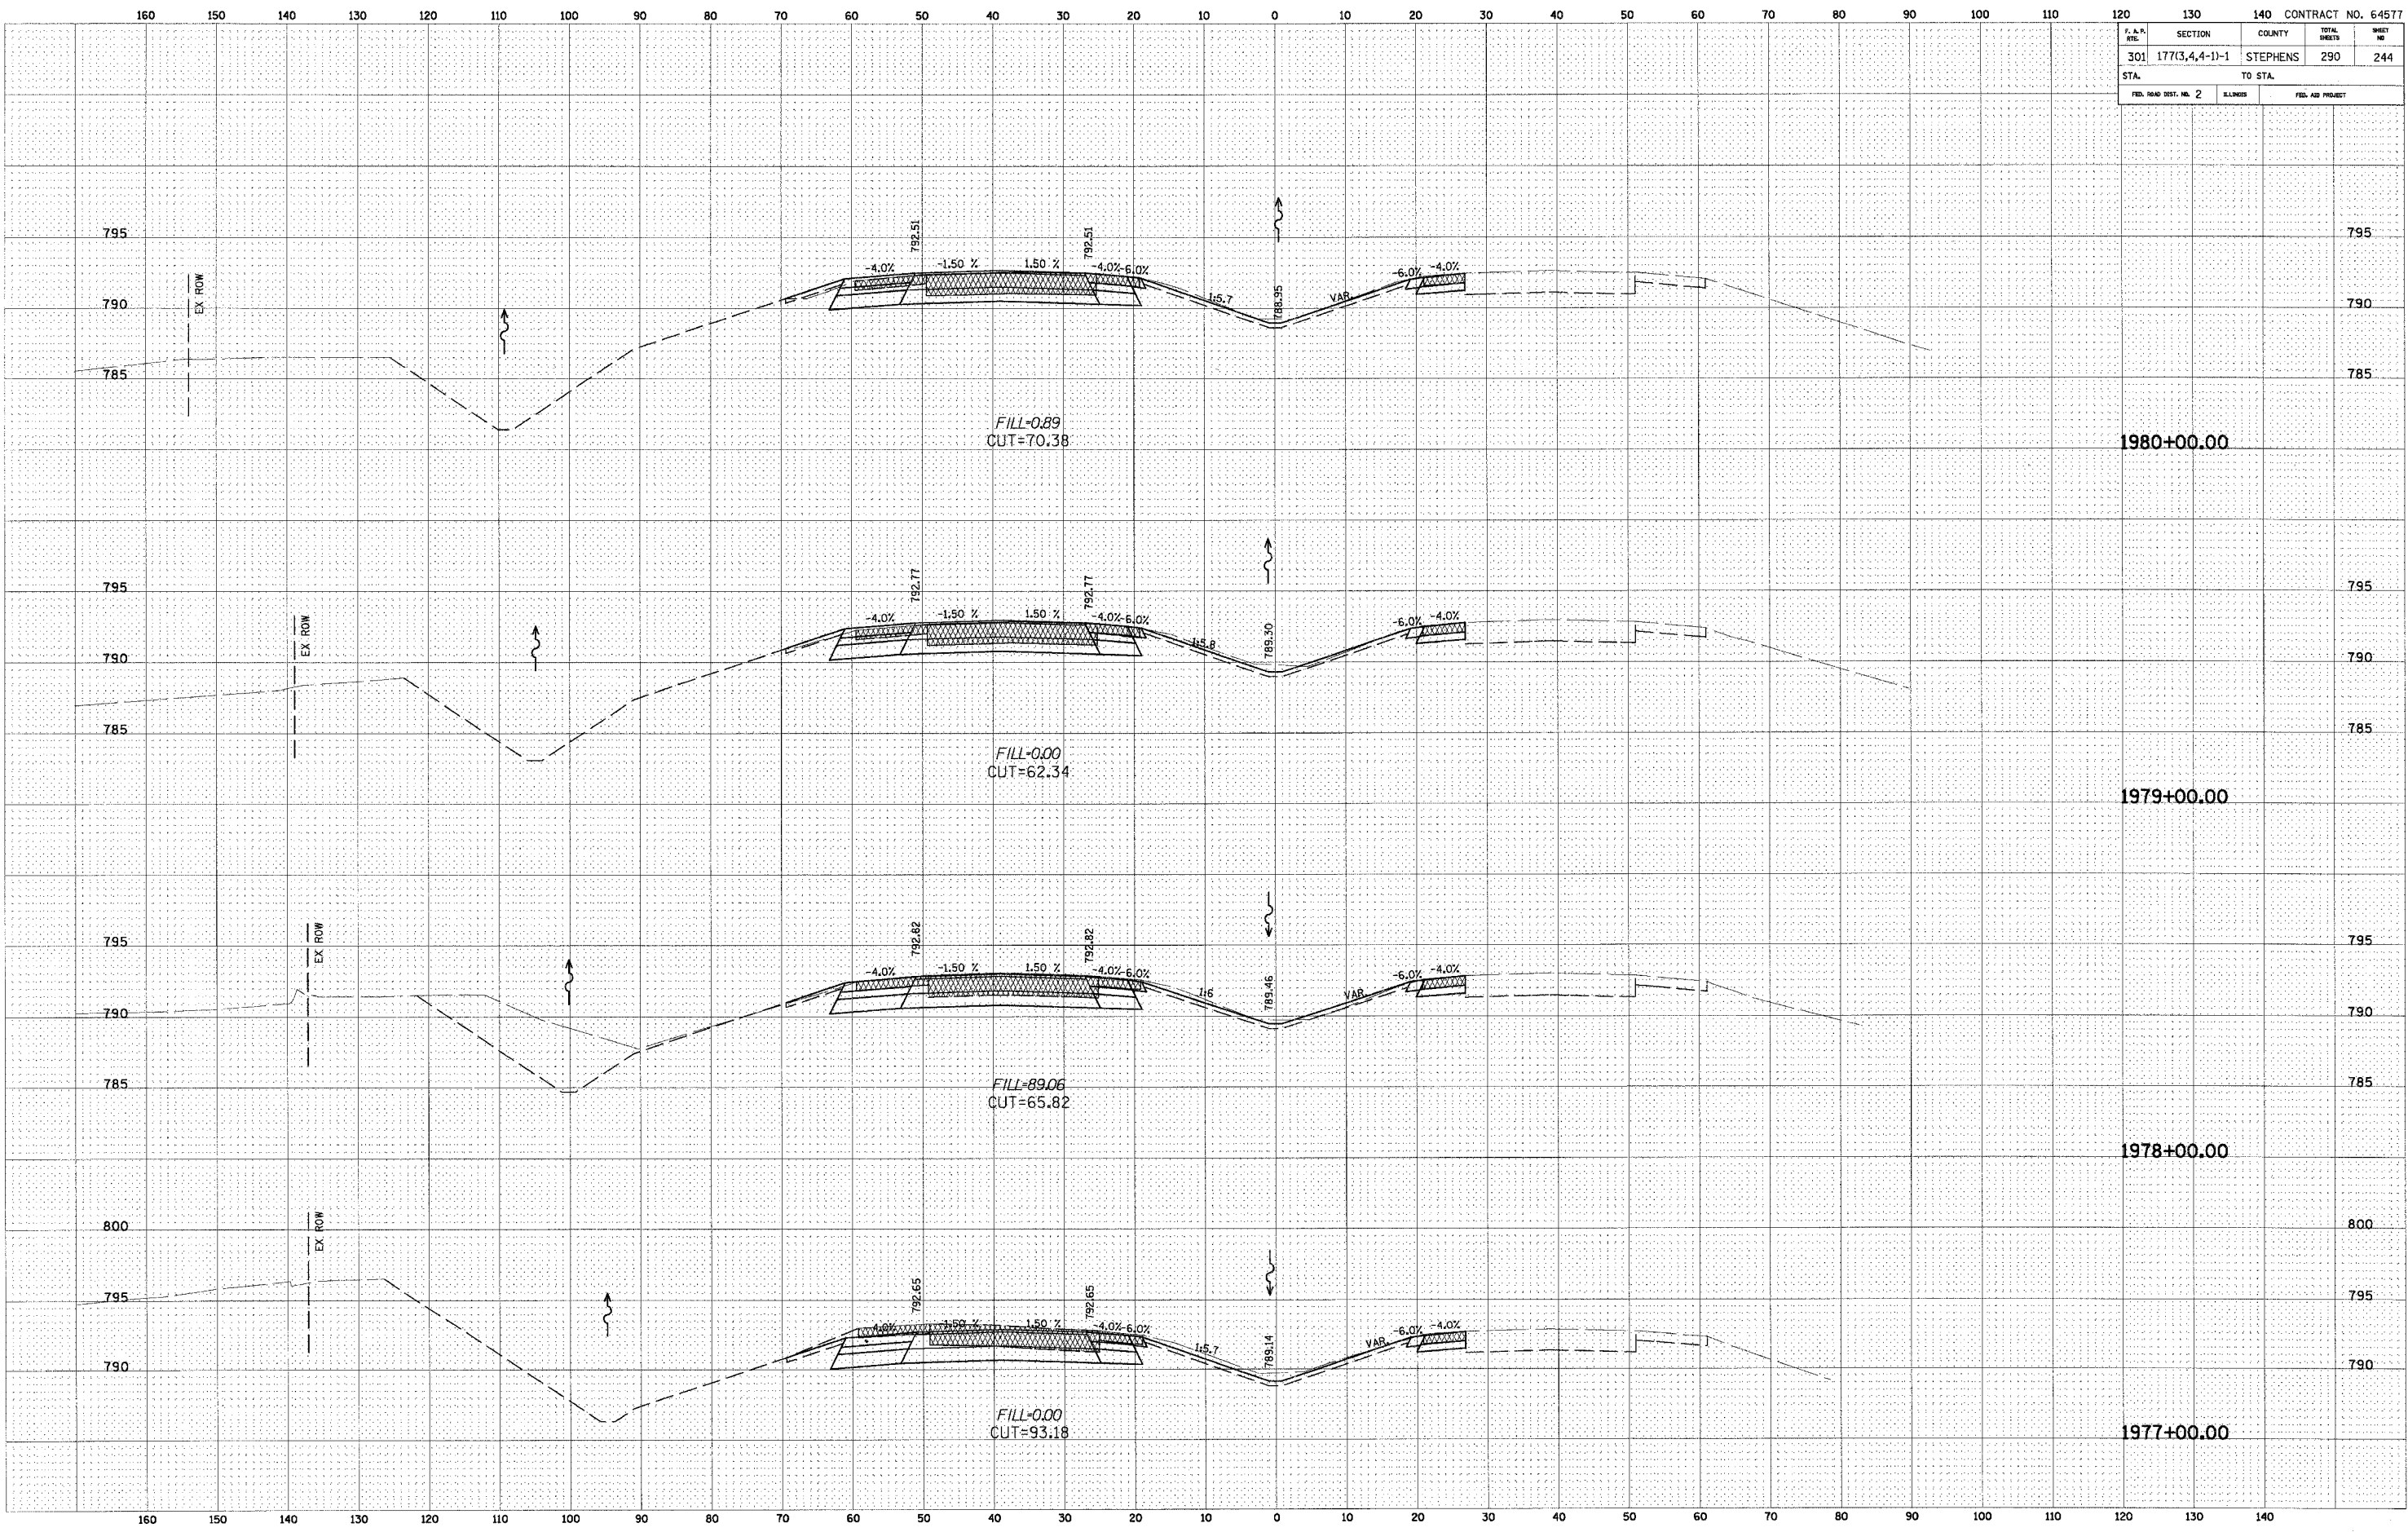 160 150 140 130 120 110 100 90 80 70 60 50 40 30 20 10 0 10 20 30 40 50 60 70 80 90 100 110 120 130 140 CONTRACT NO. 64577
F. A.P. RTE. SECTION COUNTY TOTAL SHEETS SHEET NO
301 177(3,4,4-1)-1 STEPHENS 290 244
STA. TO STA.
FED. ROAD DIST. NO. 2 ILLINOIS FED. AID PROJECT
795 792.51 792.51 795
EX ROW -4.0% -1.50 % 1.50 % -4.0% -6.0% -6.0% -4.0%
790 1:5.7 788.95 VAR. 790
785 785
FILL=0.89
CUT=70.38
1980+00.00
795 792.77 792.77 795
EX ROW -4.0% -1.50 % 1.50 % -4.0% -6.0% -6.0% -4.0%
790 1:5.8 789.30 790
785 785
FILL=0.00
CUT=62.34
1979+00.00
795 792.82 792.82 795
EX ROW -4.0% -1.50 % 1.50 % -4.0% -6.0% -6.0% -4.0%
790 1:6 789.46 VAR. 790
785 785
FILL=89.06
CUT=65.82
1978+00.00
800 EX ROW 800
795 792.65 792.65 795
-4.0% -1.50 % 1.50 % -4.0% -6.0% -6.0% -4.0%
790 1:5.7 789.14 VAR. 790
FILL=0.00
CUT=93.18
1977+00.00
160 150 140 130 120 110 100 90 80 70 60 50 40 30 20 10 0 10 20 30 40 50 60 70 80 90 100 110 120 130 140